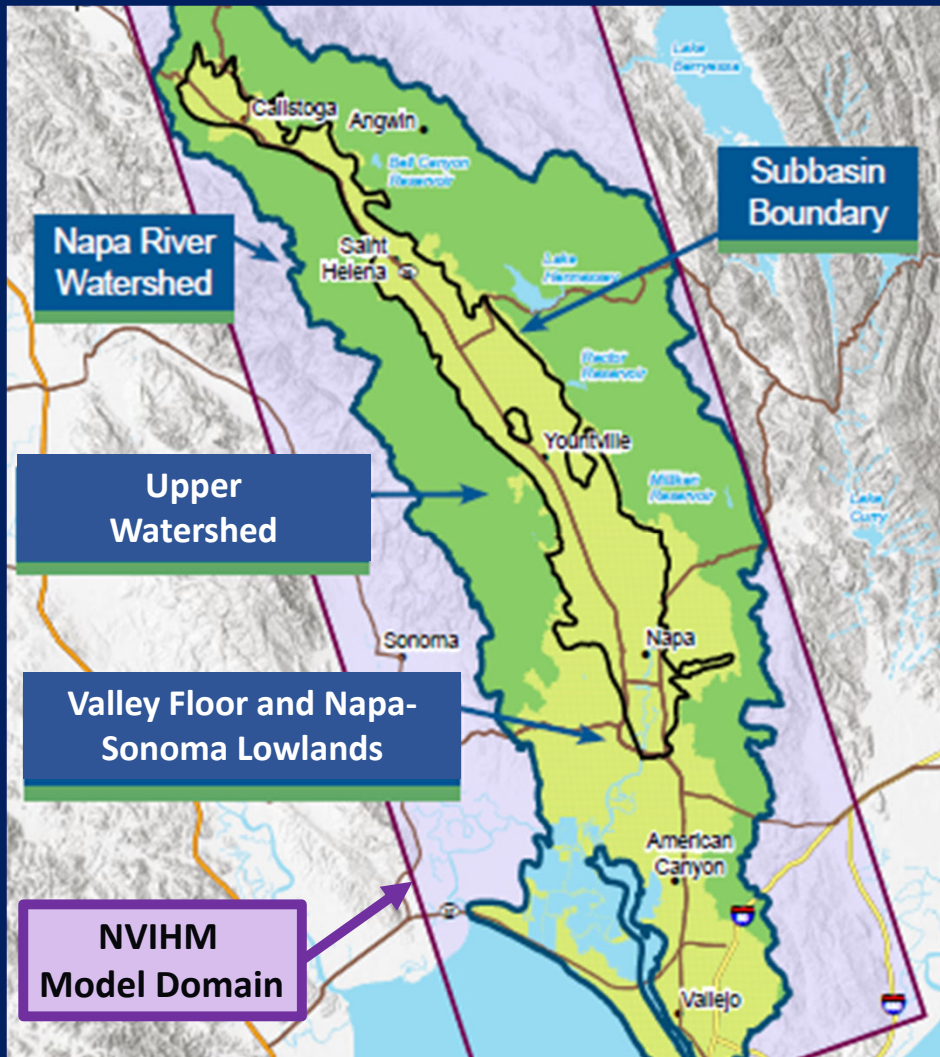 Lake
Berryessa
Calistoga
Angwin
Bell Canyon
Reservoir
Subbasin
Boundary
Napa River
Watershed
Saint
Helena
Lake
Hennessey
Rector
Reservoir
Yountville
Upper
Watershed
Milliken
Reservoir
Lake
Curry
Sonoma
Napa
Valley Floor and Napa-
Sonoma Lowlands
American
Canyon
NVIHM
Model Domain
Vallejo